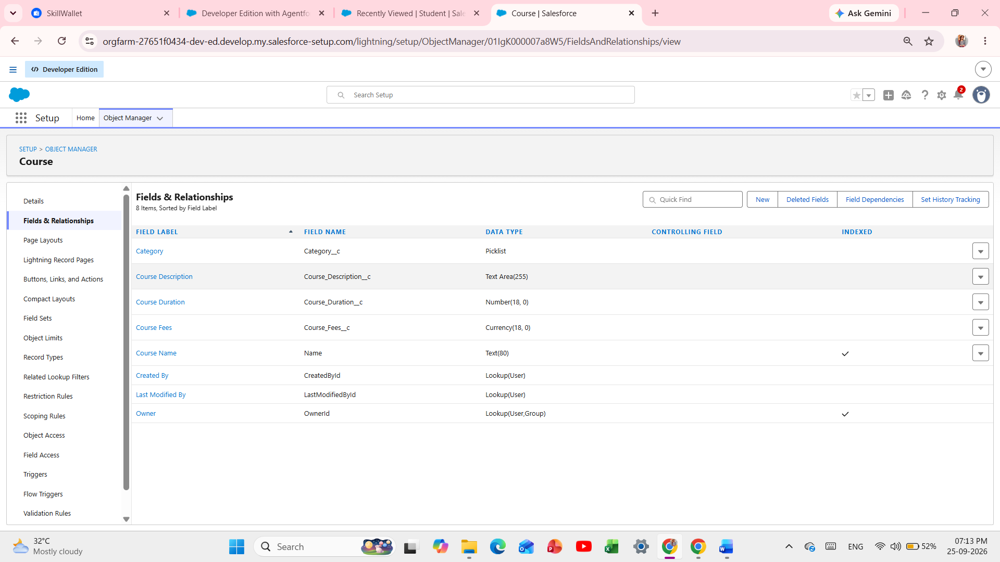 SkillWallet
Developer Edition with Agentfo
Recently Viewed | Student | Sale
Course | Salesforce
Ask Gemini
orgfarm-27651f0434-dev-ed.develop.my.salesforce-setup.com/lightning/setup/ObjectManager/01IgK000007a8W5/FieldsAndRelationships/view
Developer Edition
Search Setup
2
Setup
Home
Object Manager
SETUP > OBJECT MANAGER
Course
Details
Fields & Relationships
Page Layouts
Lightning Record Pages
Buttons, Links, and Actions
Compact Layouts
Field Sets
Object Limits
Record Types
Related Lookup Filters
Restriction Rules
Scoping Rules
Object Access
Field Access
Triggers
Flow Triggers
Validation Rules
Fields & Relationships
8 Items, Sorted by Field Label
Quick Find
New
Deleted Fields
Field Dependencies
Set History Tracking
FIELD LABEL FIELD NAME DATA TYPE CONTROLLING FIELD INDEXED
Category Category__c Picklist
Course Description Course_Description__c Text Area(255)
Course Duration Course_Duration__c Number(18, 0)
Course Fees Course_Fees__c Currency(18, 0)
Course Name Name Text(80)
Created By CreatedById Lookup(User)
Last Modified By LastModifiedById Lookup(User)
Owner OwnerId Lookup(User,Group)
32°C
Mostly cloudy
Search
ENG
52%
07:13 PM
25-09-2026